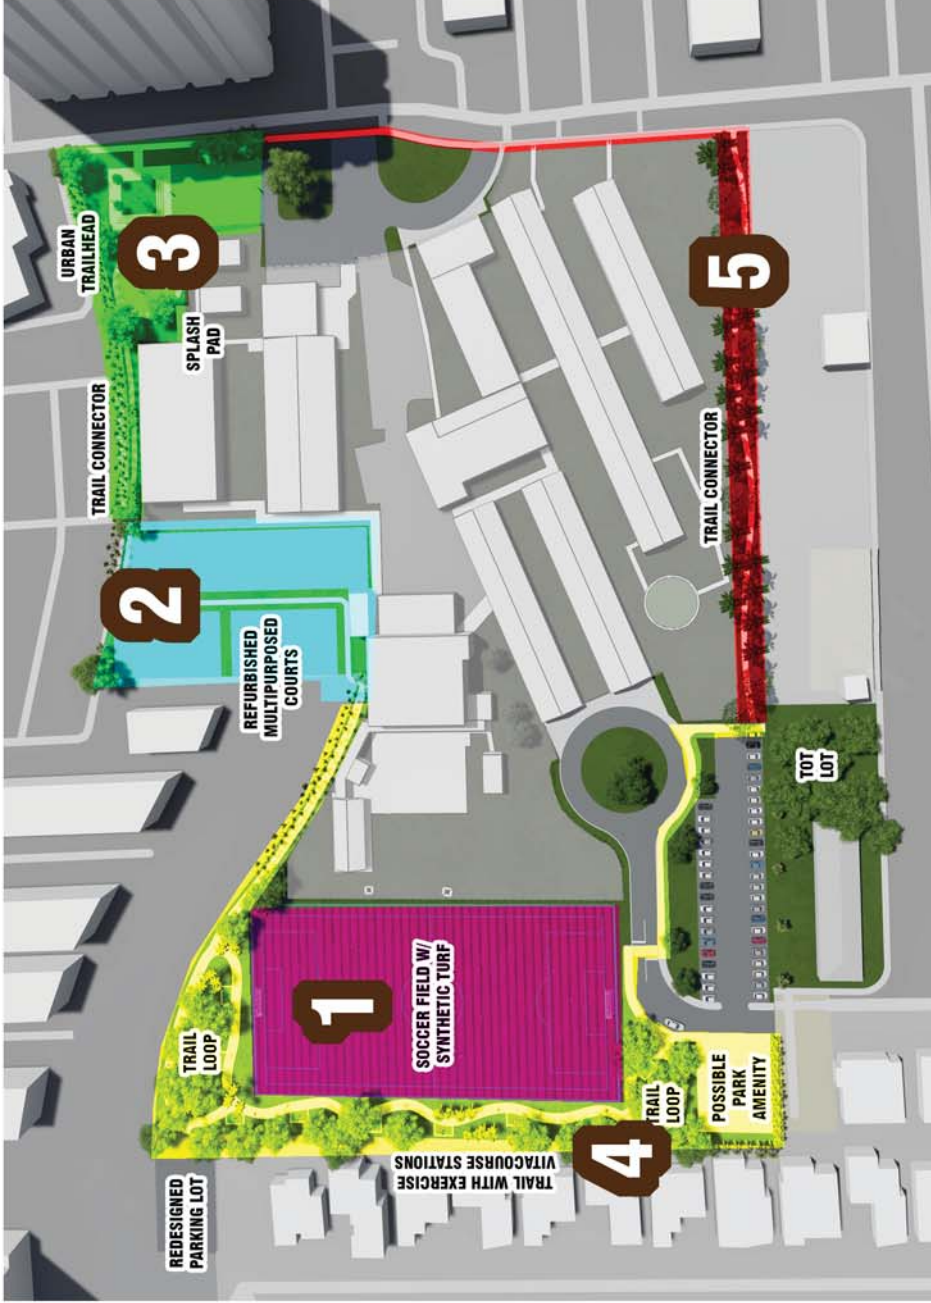 URBAN
TRAILHEAD
3
SPLASH
PAD
TRAIL CONNECTOR
2
REFURBISHED
MULTIPURPOSED
COURTS
5
TRAIL CONNECTOR
TOT
LOT
1
SOCCER FIELD W/
SYNTHETIC TURF
TRAIL
LOOP
4
TRAIL
LOOP
POSSIBLE
PARK
AMENITY
TRAIL WITH EXERCISE
VITACOURSE STATIONS
REDESIGNED
PARKING LOT